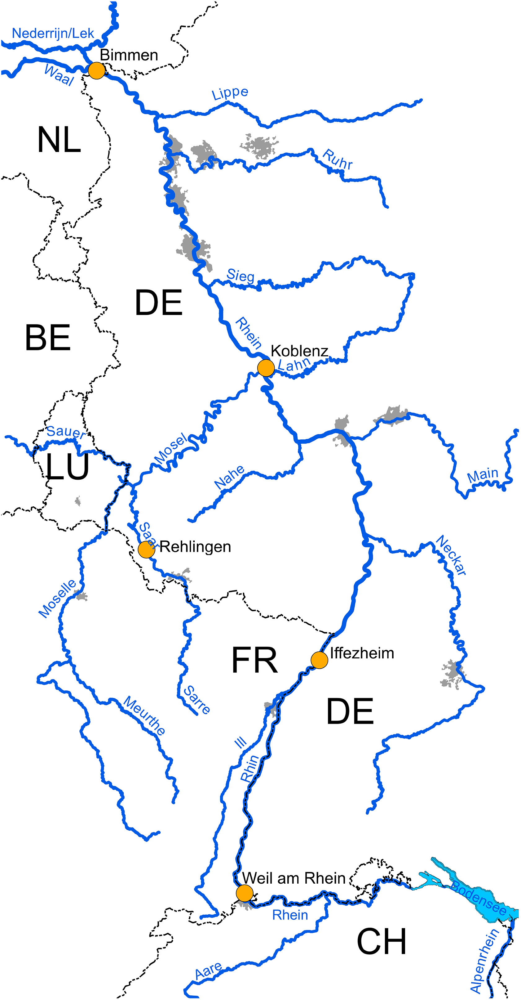 Nederrijn/Lek
Bimmen
Waal
Lippe
NL
Ruhr
Sieg
DE
BE
Rhein
Koblenz
Lahn
Sauer
Mosel
LU
Nahe
Main
Saar
Rehlingen
Neckar
Moselle
FR
Iffezheim
Sarre
Meurthe
DE
Ill
Rhin
Weil am Rhein
Bodensee
Rhein
CH
Alpenrhein
Aare